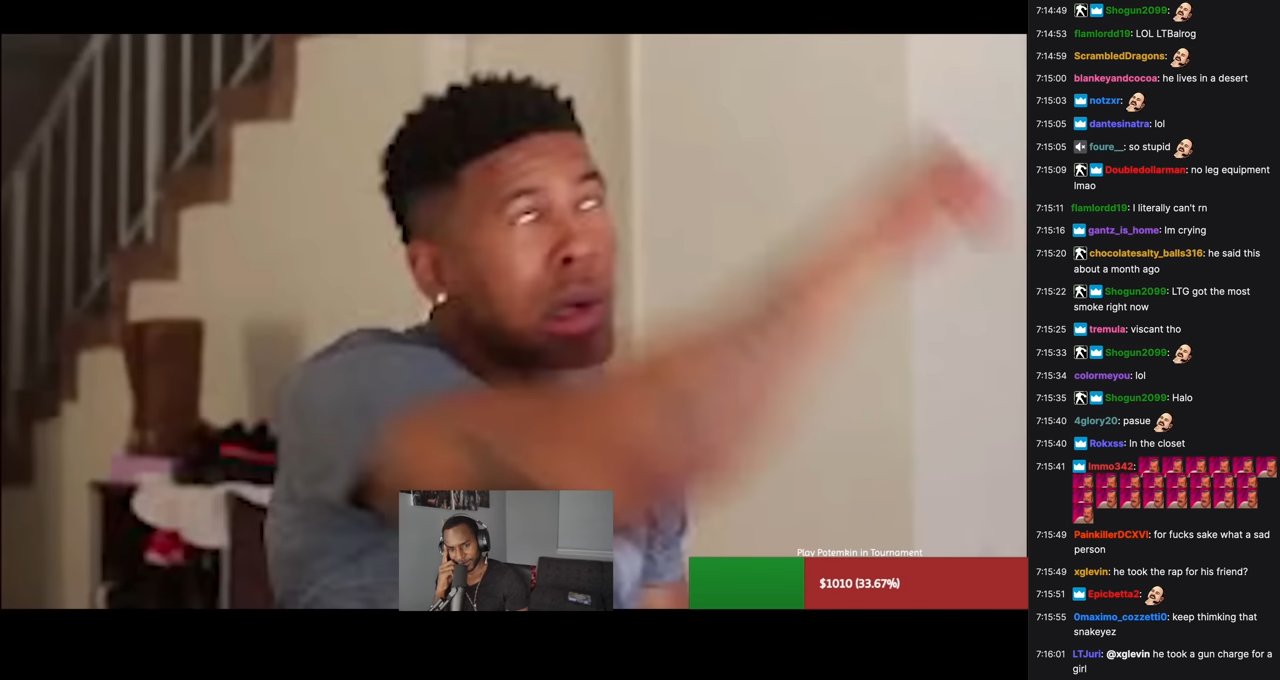 7:14:49 Shogun2099:
7:14:53 flamlordd19: LOL LTBalrog
7:14:59 ScrambledDragons:
7:15:00 blankeyandcocoa: he lives in a desert
7:15:03 notzxr:
7:15:05 dantesinatra: lol
7:15:05 foure__: so stupid
7:15:09 Doubledollarman: no leg equipment
lmao
7:15:11 flamlordd19: I literally can't rn
7:15:16 gantz_is_home: Im crying
7:15:20 chocolatesalty_balls316: he said this
about a month ago
7:15:22 Shogun2099: LTG got the most
smoke right now
7:15:25 tremula: viscant tho
7:15:33 Shogun2099:
7:15:34 colormeyou: lol
7:15:35 Shogun2099: Halo
7:15:40 4glory20: pasue
7:15:40 Rokxss: In the closet
7:15:41 Immo342:
7:15:49 PainkillerDCXVI: for fucks sake what a sad
person
7:15:49 xglevin: he took the rap for his friend?
7:15:51 Epicbetta2:
7:15:55 0maximo_cozzetti0: keep thimking that
snakeyez
7:16:01 LTJuri: @xglevin he took a gun charge for a
girl
Play Potemkin in Tournament
$1010 (33.67%)